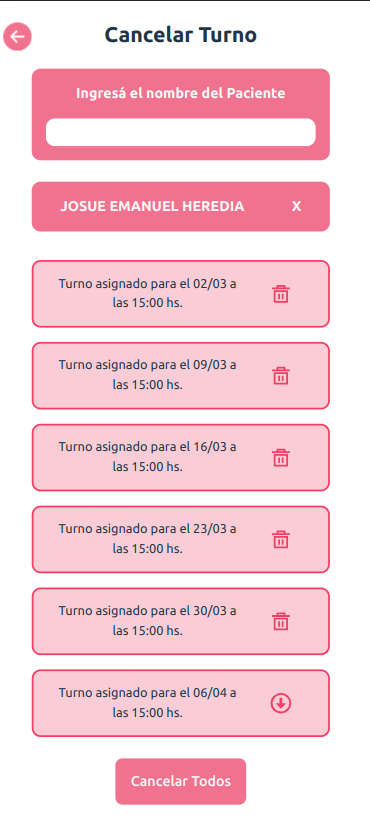 Cancelar Turno
Ingresá el nombre del Paciente
JOSUE EMANUEL HEREDIA X
Turno asignado para el 02/03 a
las 15:00 hs.
Turno asignado para el 09/03 a
las 15:00 hs.
Turno asignado para el 16/03 a
las 15:00 hs.
Turno asignado para el 23/03 a
las 15:00 hs.
Turno asignado para el 30/03 a
las 15:00 hs.
Turno asignado para el 06/04 a
las 15:00 hs.
Cancelar Todos